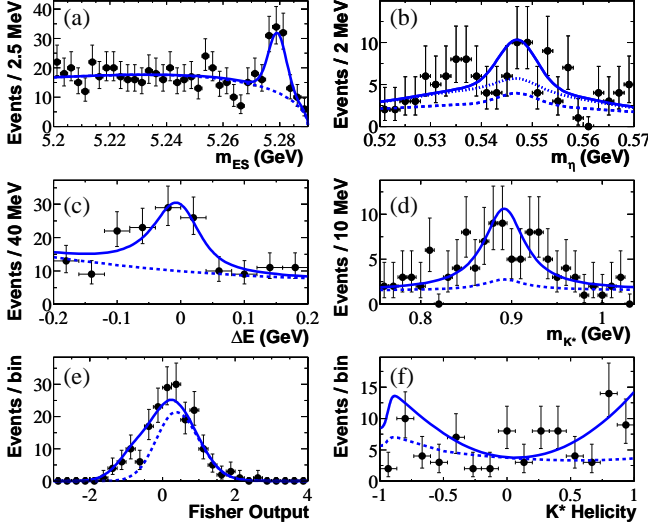 (a)
Events / 2.5 MeV
0 10 20 30 40
5.2 5.22 5.24 5.26 5.28
m_ES (GeV)
(b)
Events / 2 MeV
0 5 10
0.52 0.53 0.54 0.55 0.56 0.57
m_η (GeV)
(c)
Events / 40 MeV
0 10 20 30
-0.2 -0.1 0 0.1 0.2
ΔE (GeV)
(d)
Events / 10 MeV
0 5 10
0.8 0.9 1
m_K* (GeV)
(e)
Events / bin
0 10 20 30
-2 0 2 4
Fisher Output
(f)
Events / bin
0 5 10 15
-1 -0.5 0 0.5 1
K* Helicity